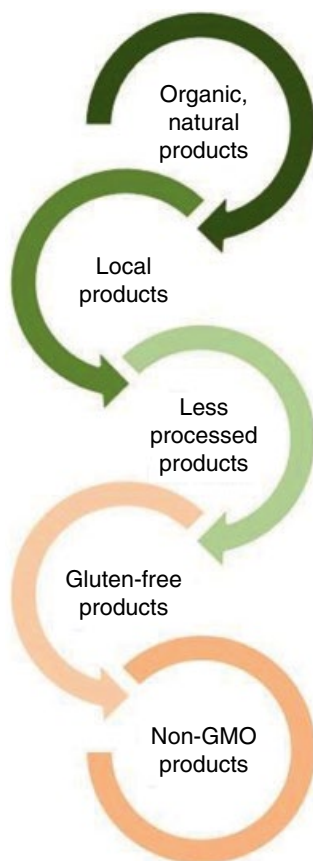 Organic,
natural
products
Local
products
Less
processed
products
Gluten-free
products
Non-GMO
products